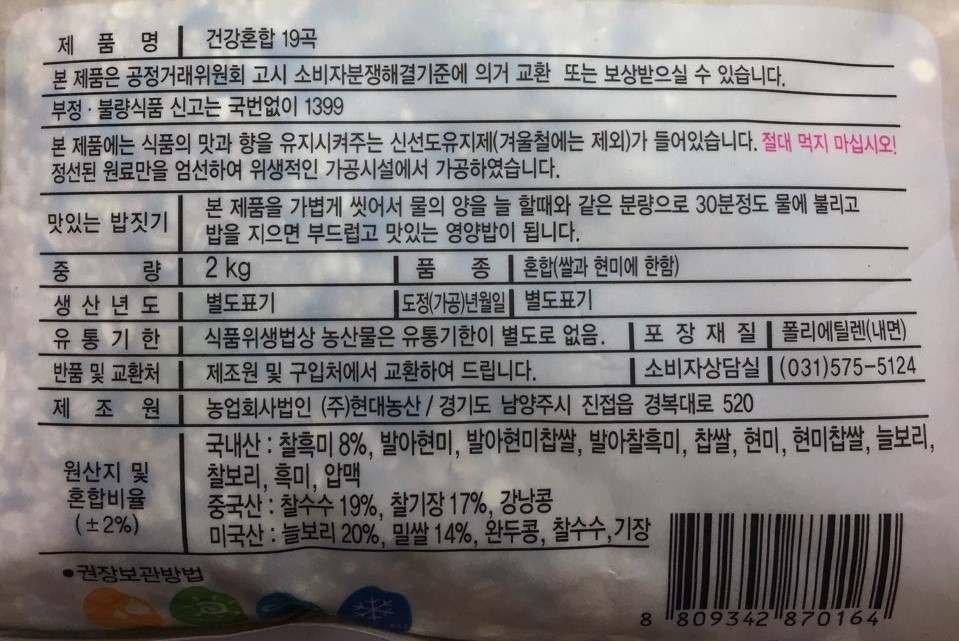 제 품 명 건강혼합 19곡
본 제품은 공정거래위원회 고시 소비자분쟁해결기준에 의거 교환 또는 보상받으실 수 있습니다.
부정·불량식품 신고는 국번없이 1399
본 제품에는 식품의 맛과 향을 유지시켜주는 신선도유지제(겨울철에는 제외)가 들어있습니다. 절대 먹지 마십시오!
정선된 원료만을 엄선하여 위생적인 가공시설에서 가공하였습니다.
맛있는 밥짓기
본 제품을 가볍게 씻어서 물의 양을 늘 할때와 같은 분량으로 30분정도 물에 불리고
밥을 지으면 부드럽고 맛있는 영양밥이 됩니다.
중 량 2 kg 품 종 혼합(쌀과 현미에 한함)
생 산 년 도 별도표기 도정(가공)년월일 별도표기
유 통 기 한 식품위생법상 농산물은 유통기한이 별도로 없음. 포 장 재 질 폴리에틸렌(내면)
반품 및 교환처 제조원 및 구입처에서 교환하여 드립니다. 소비자상담실 (031)575-5124
제 조 원 농업회사법인 (주)현대농산 / 경기도 남양주시 진접읍 경복대로 520
원산지 및
혼합비율
(±2%)
국내산 : 찰흑미 8%, 발아현미, 발아현미찹쌀, 발아찰흑미, 찹쌀, 현미, 현미찹쌀, 늘보리,
찰보리, 흑미, 압맥
중국산 : 찰수수 19%, 찰기장 17%, 강낭콩
미국산 : 늘보리 20%, 밀쌀 14%, 완두콩, 찰수수, 기장
•권장보관방법
8 809342 870164